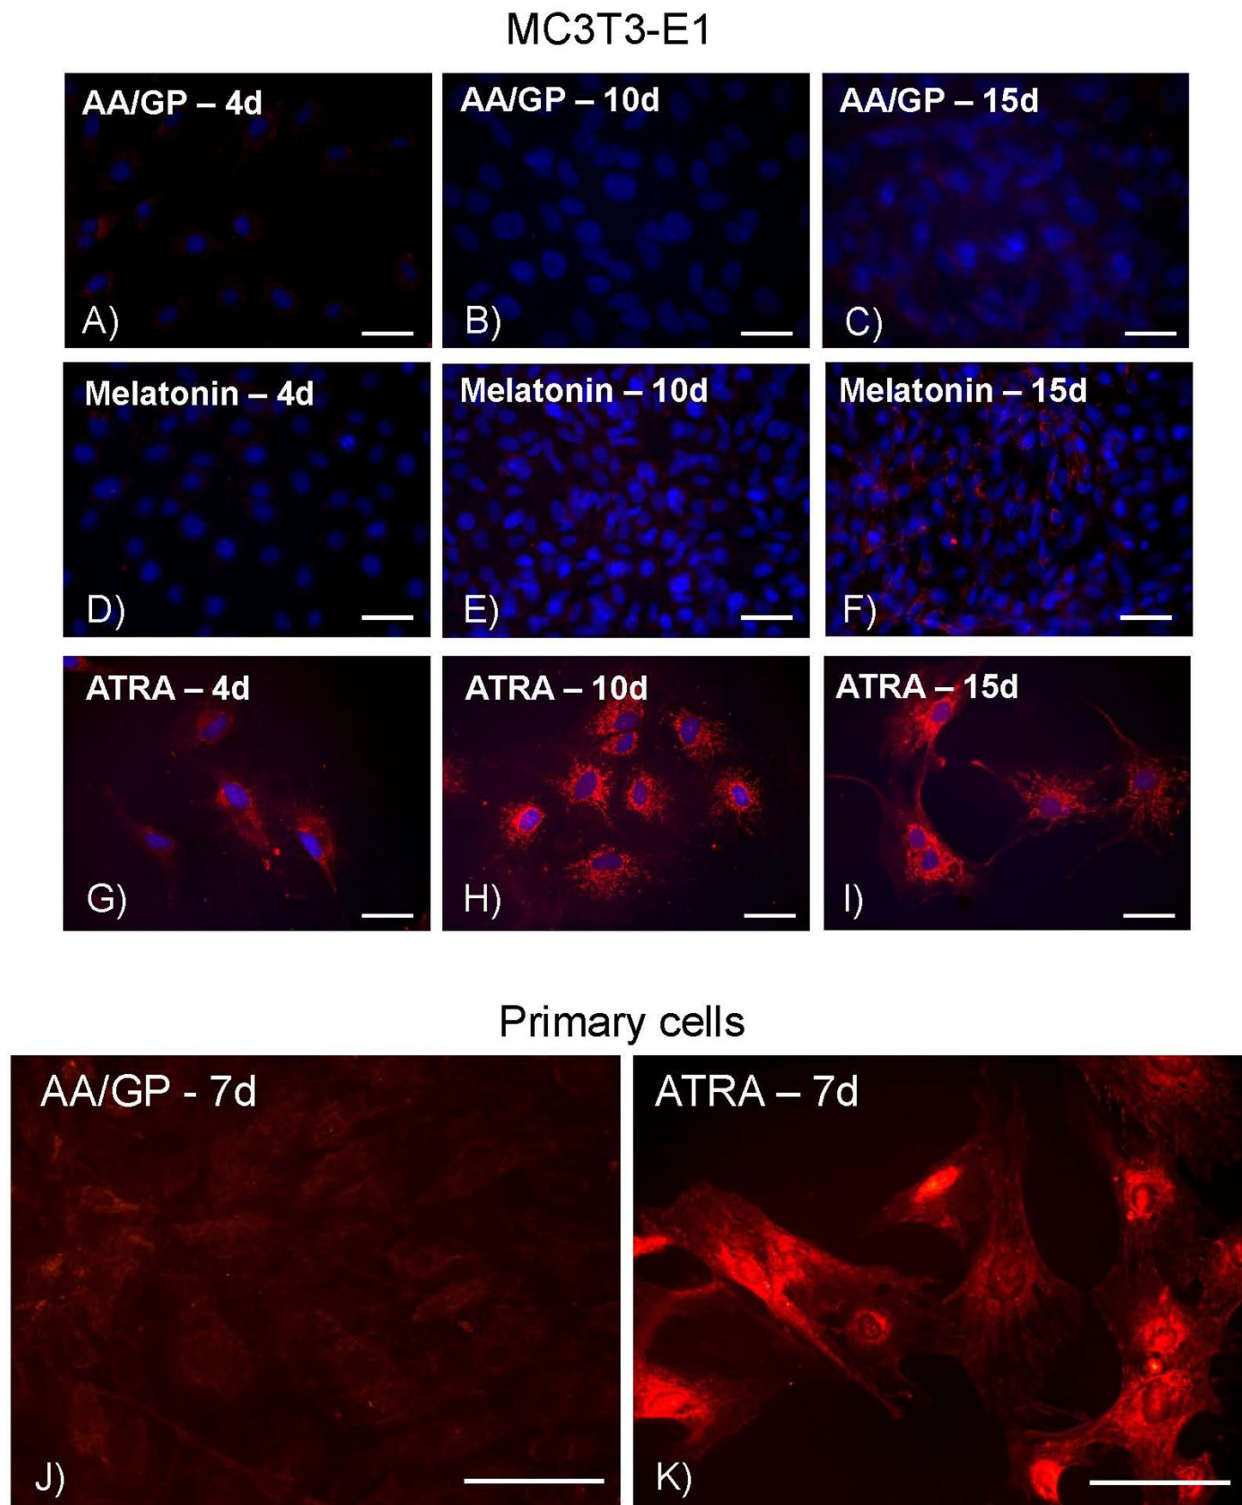 MC3T3-E1
AA/GP – 4d
AA/GP – 10d
AA/GP – 15d
A)
B)
C)
Melatonin – 4d
Melatonin – 10d
Melatonin – 15d
D)
E)
F)
ATRA – 4d
ATRA – 10d
ATRA – 15d
G)
H)
I)
Primary cells
AA/GP - 7d
ATRA – 7d
J)
K)